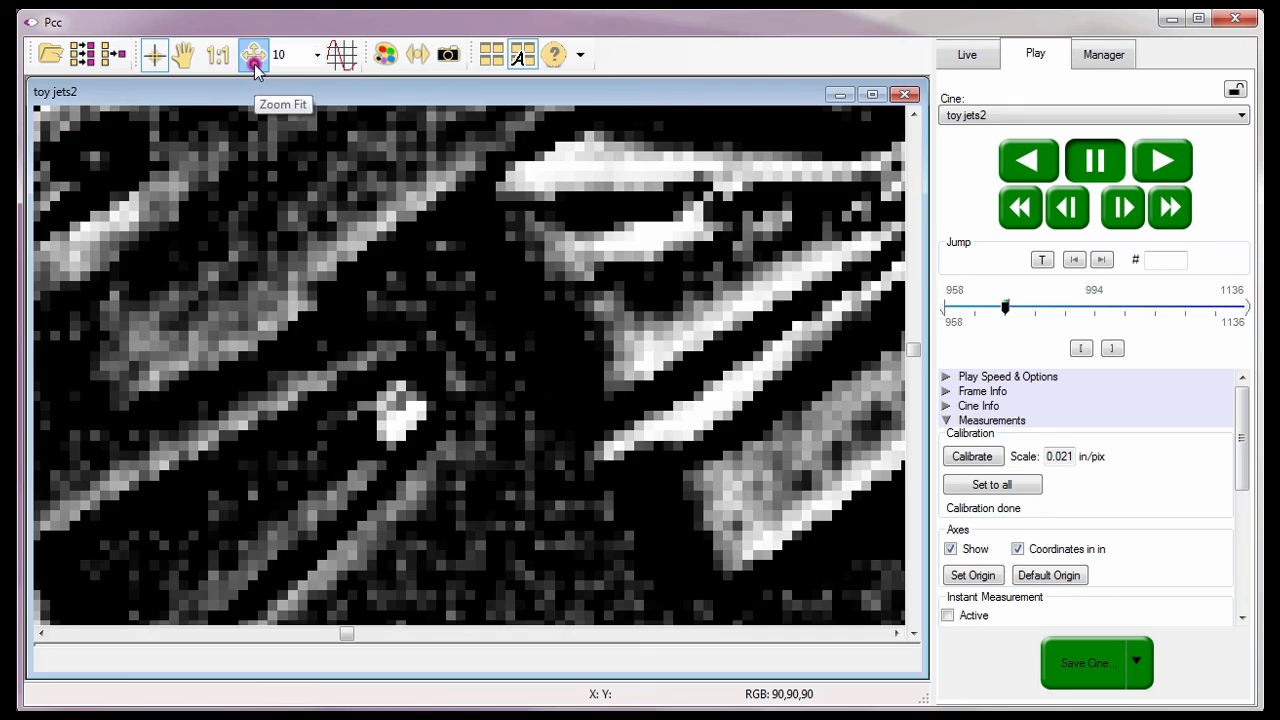 Pcc
1:1
10
A
?
Live
Play
Manager
Zoom Fit
toy jets2
Cine:
toy jets2
Jump
T
#
958
994
1136
958
1136
[
]
Play Speed & Options
Frame Info
Cine Info
Measurements
Calibration
Calibrate
Scale:
0.021
in/pix
Set to all
Calibration done
Axes
Show
Coordinates in in
Set Origin
Default Origin
Instant Measurement
Active
Save Cine...
X: Y:
RGB: 90,90,90